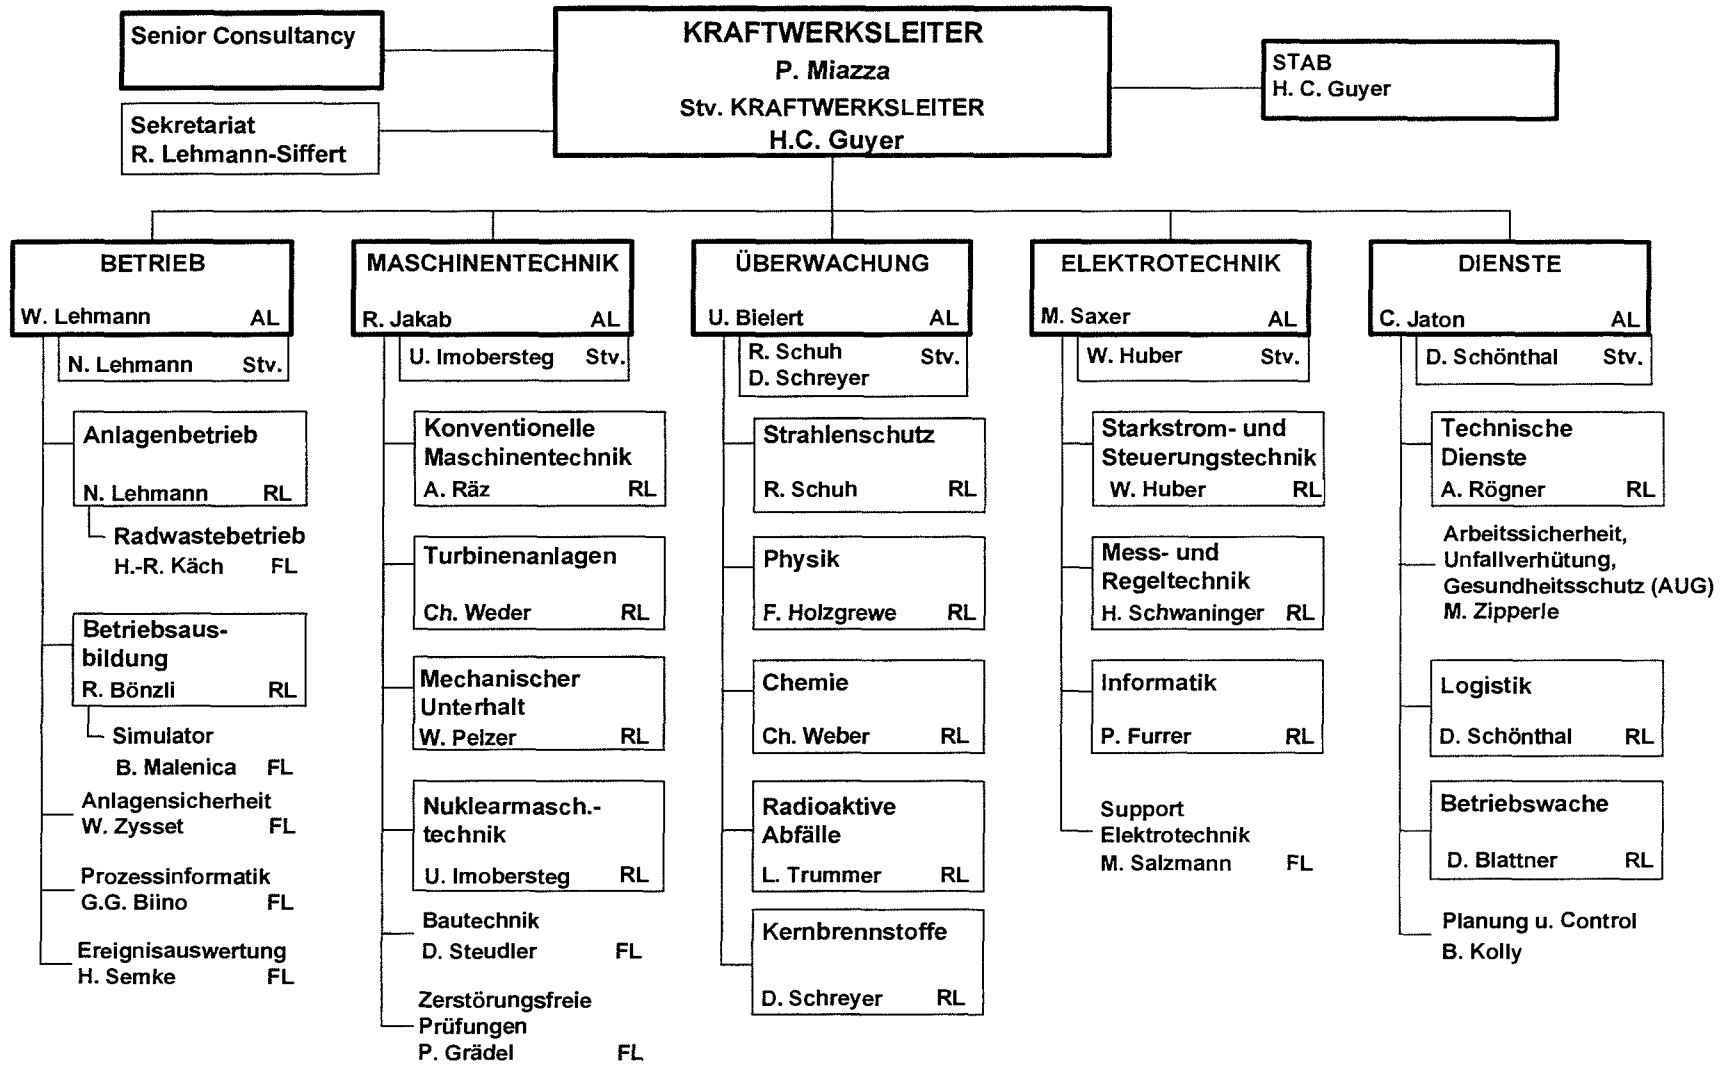 Senior Consultancy
Sekretariat
R. Lehmann-Siffert
KRAFTWERKSLEITER
P. Miazza
Stv. KRAFTWERKSLEITER
H.C. Guyer
STAB
H. C. Guyer
BETRIEB
W. Lehmann AL
N. Lehmann Stv.
Anlagenbetrieb
N. Lehmann RL
Radwastebetrieb
H.-R. Käch FL
Betriebsaus-
bildung
R. Bönzli RL
Simulator
B. Malenica FL
Anlagensicherheit
W. Zysset FL
Prozessinformatik
G.G. Biino FL
Ereignisauswertung
H. Semke FL
MASCHINENTECHNIK
R. Jakab AL
U. Imobersteg Stv.
Konventionelle
Maschinentechnik
A. Räz RL
Turbinenanlagen
Ch. Weder RL
Mechanischer
Unterhalt
W. Pelzer RL
Nuklearmasch.-
technik
U. Imobersteg RL
Bautechnik
D. Steudler FL
Zerstörungsfreie
Prüfungen
P. Grädel FL
ÜBERWACHUNG
U. Bielert AL
R. Schuh Stv.
D. Schreyer
Strahlenschutz
R. Schuh RL
Physik
F. Holzgrewe RL
Chemie
Ch. Weber RL
Radioaktive
Abfälle
L. Trummer RL
Kernbrennstoffe
D. Schreyer RL
ELEKTROTECHNIK
M. Saxer AL
W. Huber Stv.
Starkstrom- und
Steuerungstechnik
W. Huber RL
Mess- und
Regeltechnik
H. Schwaninger RL
Informatik
P. Furrer RL
Support
Elektrotechnik
M. Salzmann FL
DIENSTE
C. Jaton AL
D. Schönthal Stv.
Technische
Dienste
A. Rögner RL
Arbeitssicherheit,
Unfallverhütung,
Gesundheitsschutz (AUG)
M. Zipperle
Logistik
D. Schönthal RL
Betriebswache
D. Blattner RL
Planung u. Control
B. Kolly